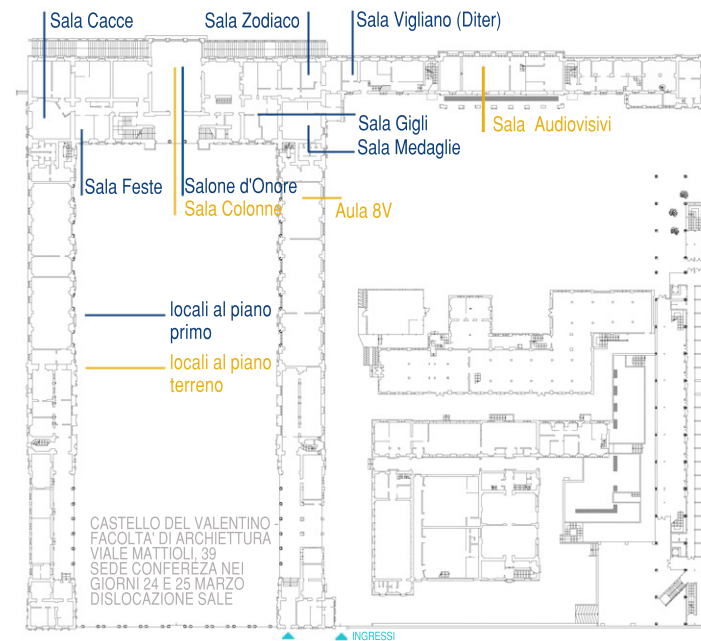 Sala Cacce
Sala Zodiaco
Sala Vigliano (Diter)
Sala Gigli
Sala Audiovisivi
Sala Medaglie
Sala Feste
Salone d'Onore
Sala Colonne
Aula 8V
locali al piano
primo
locali al piano
terreno
CASTELLO DEL VALENTINO -
FACOLTA' DI ARCHIETTURA
VIALE MATTIOLI, 39
SEDE CONFEREZA NEI
GIORNI 24 E 25 MARZO
DISLOCAZIONE SALE
INGRESSI